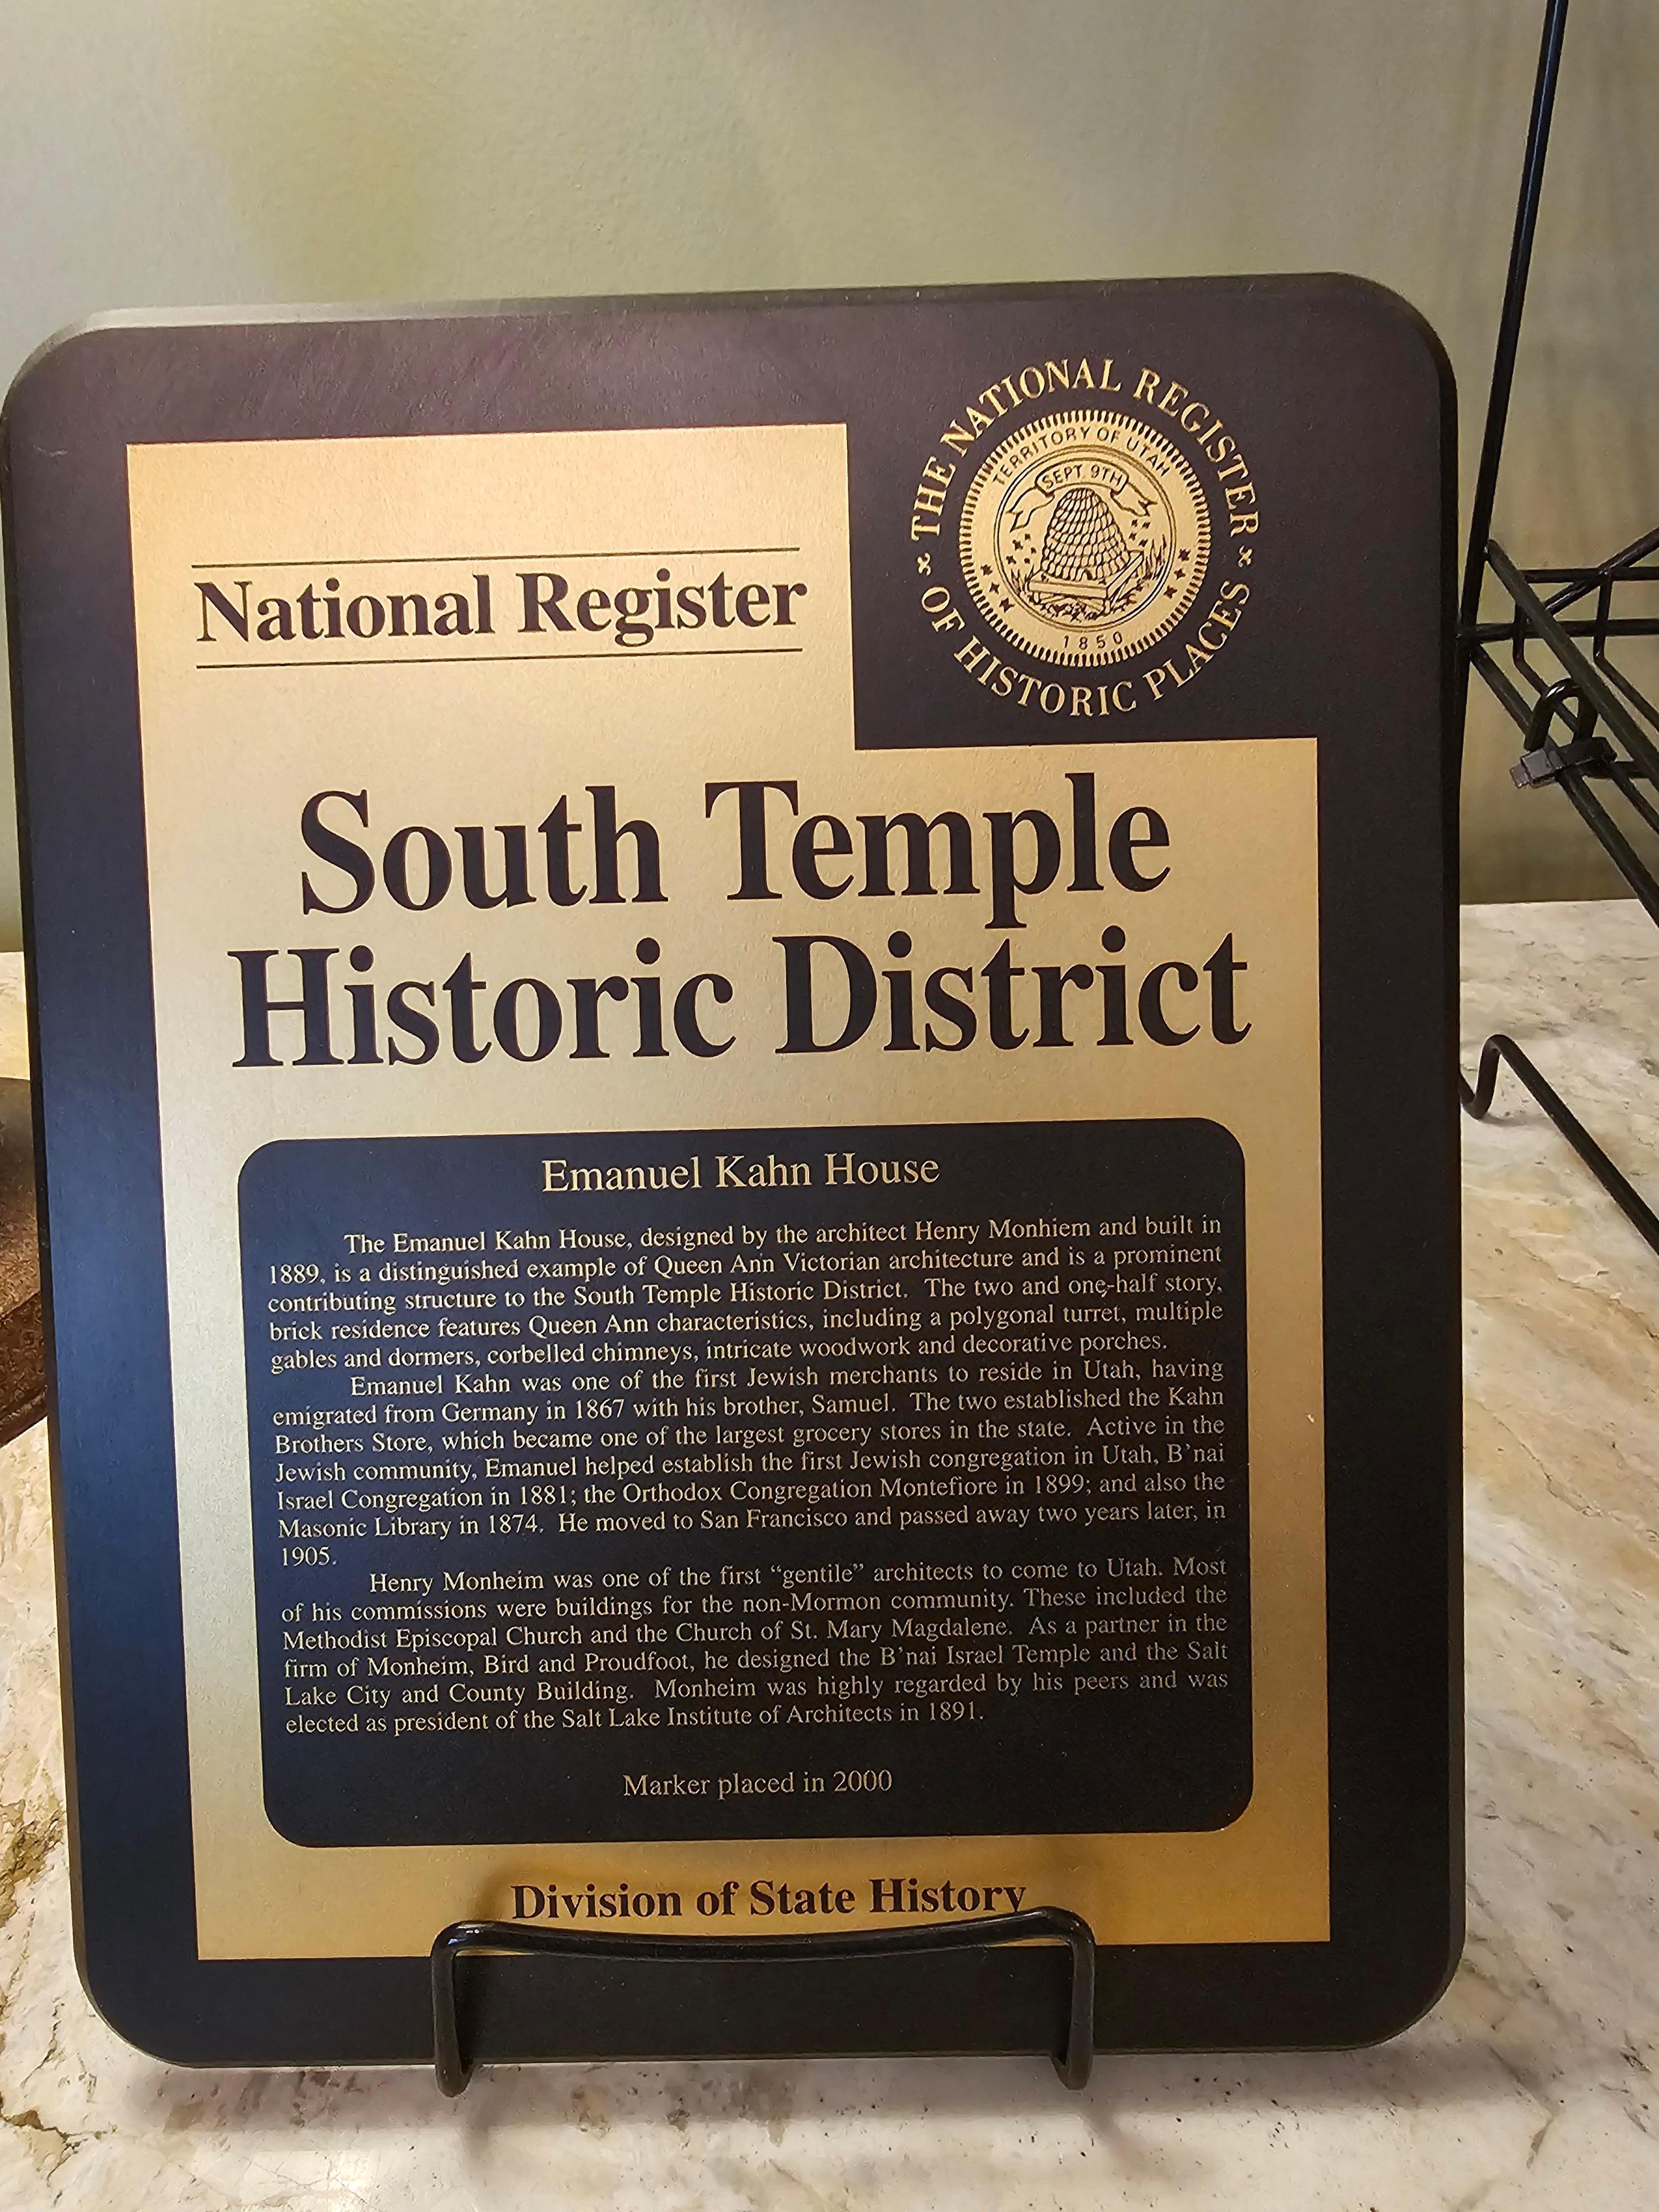 THE NATIONAL REGISTER
OF HISTORIC PLACES
TERRITORY OF UTAH
SEPT. 9TH
1850
National Register
South Temple
Historic District
Emanuel Kahn House
The Emanuel Kahn House, designed by the architect Henry Monhiem and built in
1889, is a distinguished example of Queen Ann Victorian architecture and is a prominent
contributing structure to the South Temple Historic District. The two and one-half story,
brick residence features Queen Ann characteristics, including a polygonal turret, multiple
gables and dormers, corbelled chimneys, intricate woodwork and decorative porches.
Emanuel Kahn was one of the first Jewish merchants to reside in Utah, having
emigrated from Germany in 1867 with his brother, Samuel. The two established the Kahn
Brothers Store, which became one of the largest grocery stores in the state. Active in the
Jewish community, Emanuel helped establish the first Jewish congregation in Utah, B'nai
Israel Congregation in 1881; the Orthodox Congregation Montefiore in 1899; and also the
Masonic Library in 1874. He moved to San Francisco and passed away two years later, in
1905.
Henry Monheim was one of the first “gentile” architects to come to Utah. Most
of his commissions were buildings for the non-Mormon community. These included the
Methodist Episcopal Church and the Church of St. Mary Magdalene. As a partner in the
firm of Monheim, Bird and Proudfoot, he designed the B'nai Israel Temple and the Salt
Lake City and County Building. Monheim was highly regarded by his peers and was
elected as president of the Salt Lake Institute of Architects in 1891.
Marker placed in 2000
Division of State History